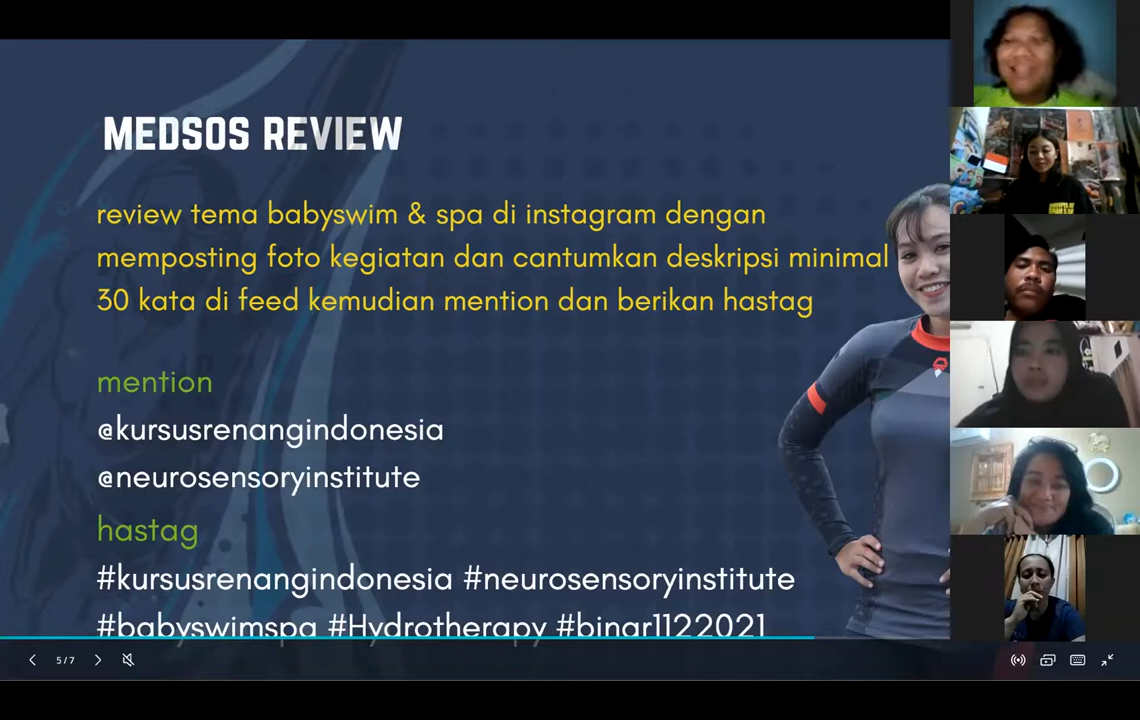 MEDSOS REVIEW
review tema babyswim & spa di instagram dengan
memposting foto kegiatan dan cantumkan deskripsi minimal
30 kata di feed kemudian mention dan berikan hastag
mention
@kursusrenangindonesia
@neurosensoryinstitute
hastag
#kursusrenangindonesia #neurosensoryinstitute
#babyswimspa #Hydrotherapy #binar1122021
5/7